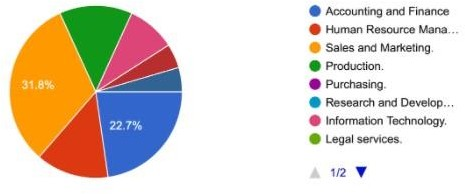 31.8%
22.7%
Accounting and Finance
Human Resource Mana...
Sales and Marketing.
Production.
Purchasing.
Research and Develop...
Information Technology.
Legal services.
1/2